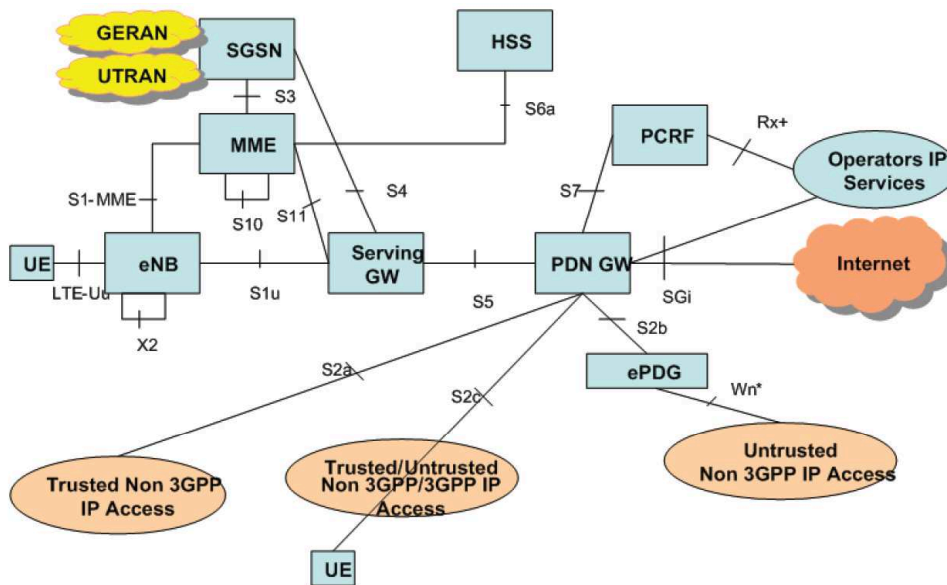 GERAN
SGSN
HSS
UTRAN
S3
S6a
MME
PCRF
Rx+
Operators IP
Services
S1-MME
S10
S11
S4
S7
UE
eNB
Serving
GW
PDN GW
Internet
LTE-Uu
S1u
S5
SGi
X2
S2b
S2a
S2c
ePDG
Wn*
Trusted Non 3GPP
IP Access
Trusted/Untrusted
Non 3GPP/3GPP IP
Access
Untrusted
Non 3GPP IP Access
UE